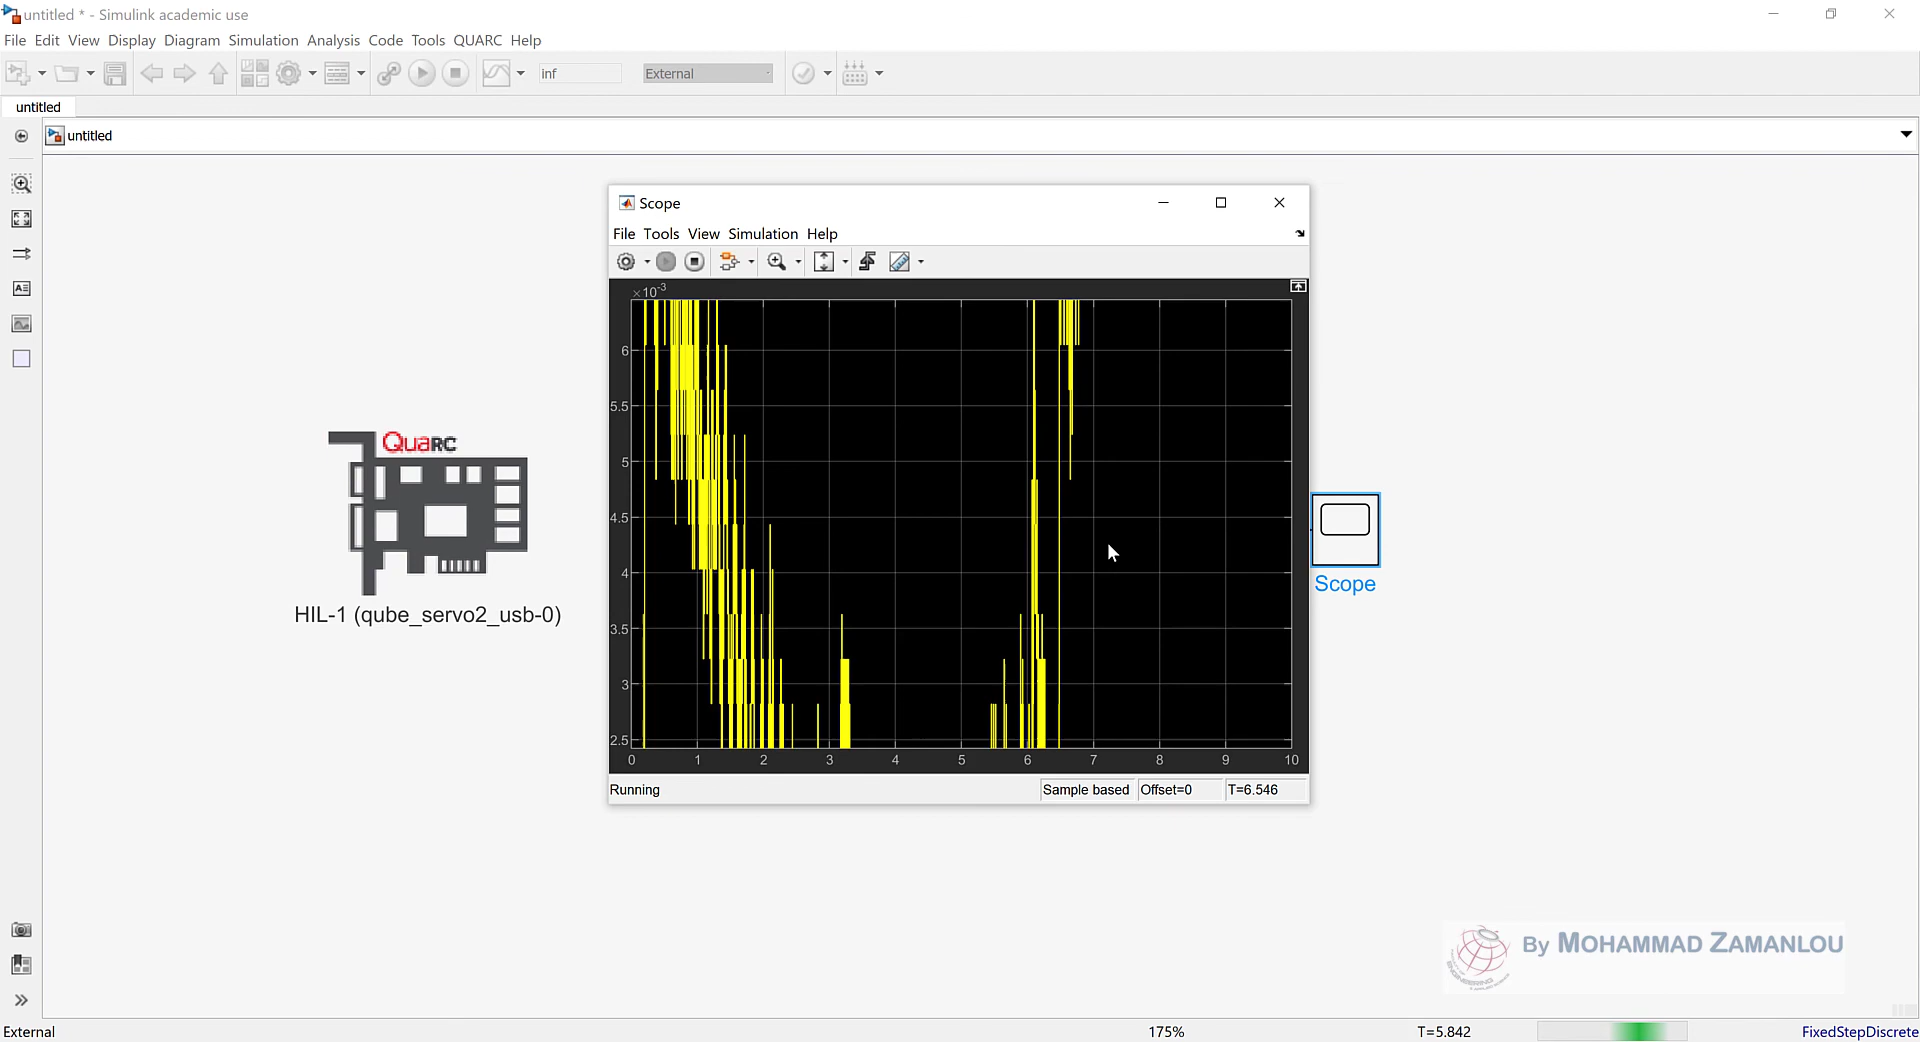 untitled * - Simulink academic use
File Edit View Display Diagram Simulation Analysis Code Tools QUARC Help
inf
External
untitled
untitled
Scope
File Tools View Simulation Help
×10-3
6
5.5
5
4.5
4
3.5
3
2.5
0 1 2 3 4 5 6 7 8 9 10
Running
Sample based
Offset=0
T=6.546
QUARC
HIL-1 (qube_servo2_usb-0)
Scope
By MOHAMMAD ZAMANLOU
External
175%
T=5.842
FixedStepDiscrete